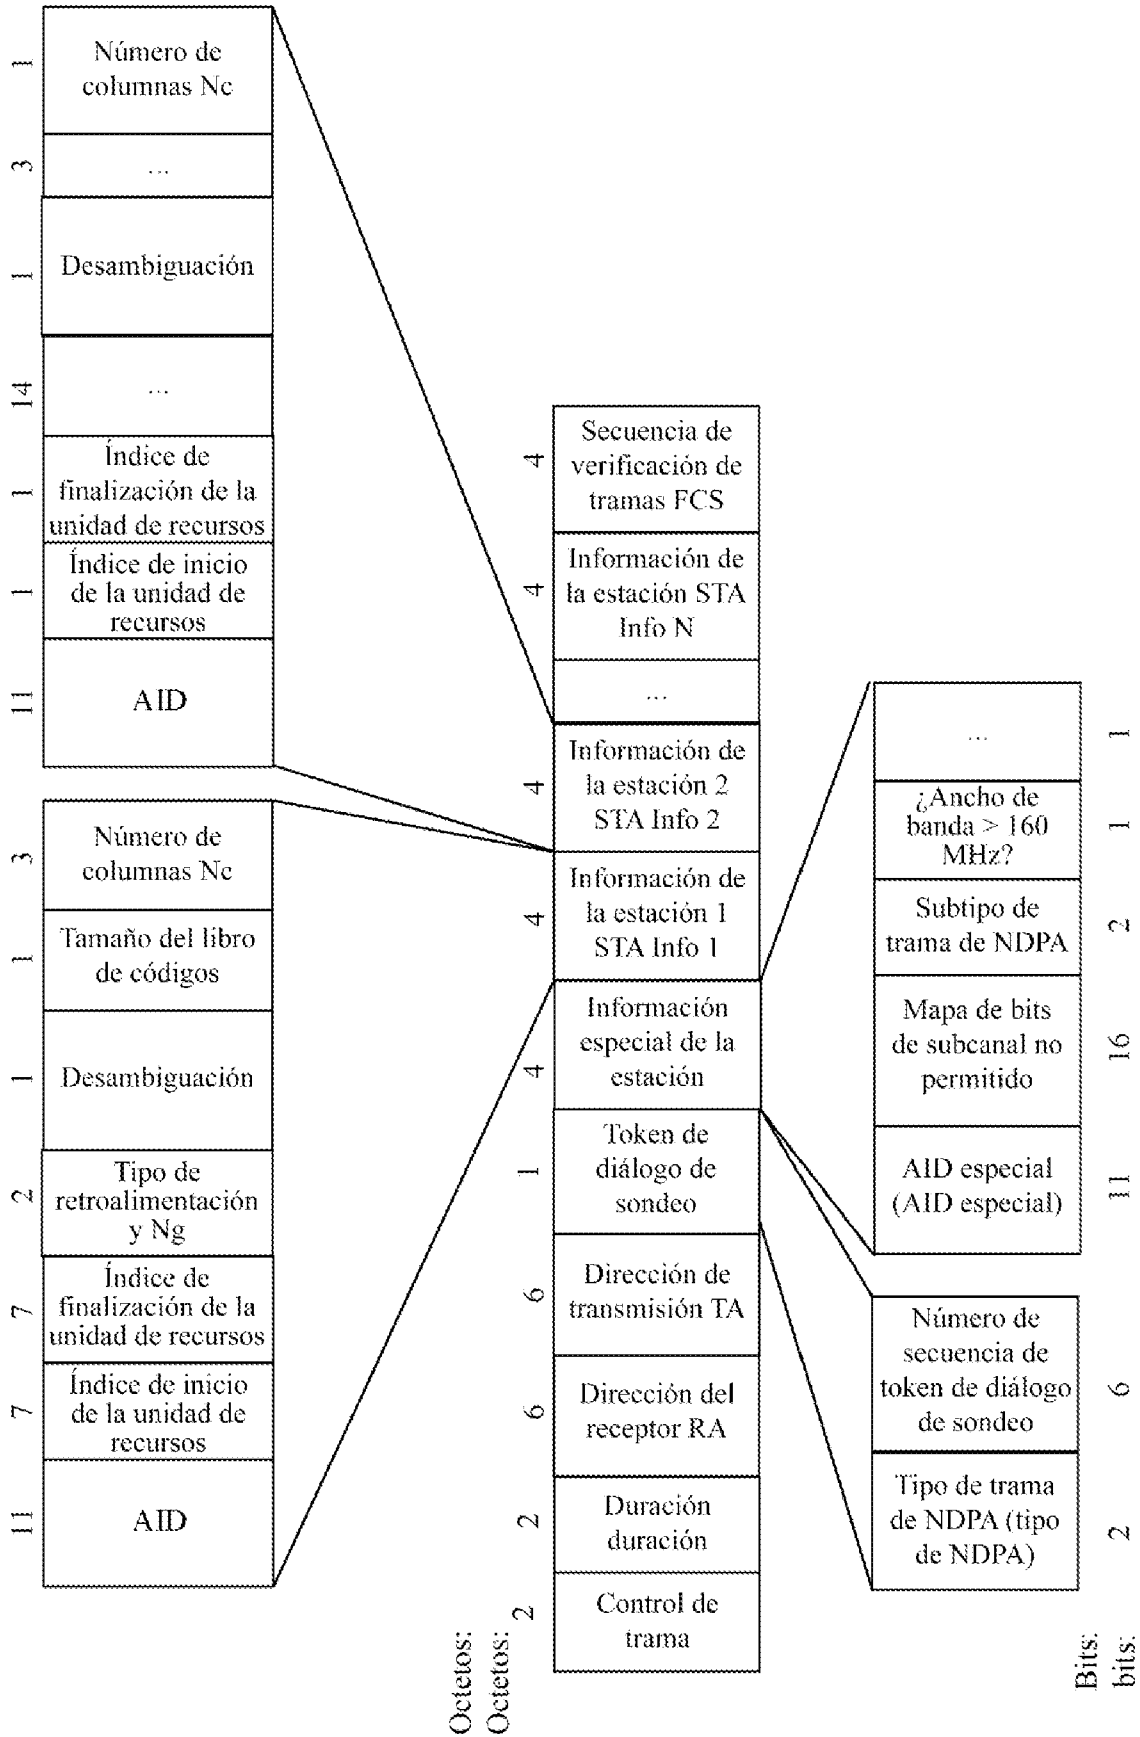 1
Número de
columnas Nc
3
...
1
Desambiguación
14
...
1
Índice de
finalización de la
unidad de recursos
1
Índice de inicio
de la unidad de
recursos
11
AID
3
Número de
columnas Nc
1
Tamaño del libro
de códigos
1
Desambiguación
2
Tipo de
retroalimentación
y Ng
7
Índice de
finalización de la
unidad de recursos
7
Índice de inicio
de la unidad de
recursos
11
AID
4
Secuencia de
verificación de
tramas FCS
4
Información de
la estación STA
Info N
...
4
Información de
la estación 2
STA Info 2
4
Información de
la estación 1
STA Info 1
4
Información
especial de la
estación
1
Token de
diálogo de
sondeo
6
Dirección de
transmisión TA
6
Dirección del
receptor RA
2
Duración
duración
2
Control de
trama
Octetos:
Octetos:
...
1
¿Ancho de
banda > 160
MHz?
1
Subtipo de
trama de NDPA
2
Mapa de bits
de subcanal no
permitido
16
AID especial
(AID especial)
11
Número de
secuencia de
token de diálogo
de sondeo
6
Tipo de trama
de NDPA (tipo
de NDPA)
2
Bits:
bits: